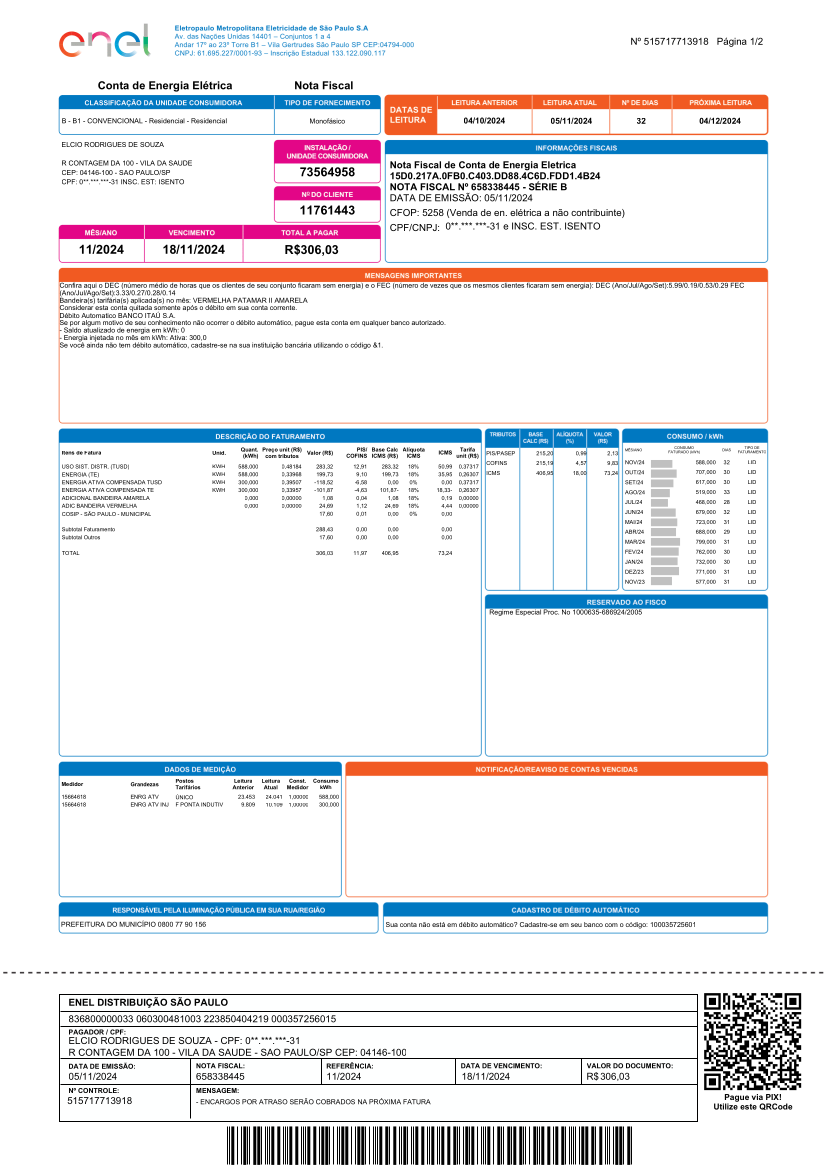 enel
Eletropaulo Metropolitana Eletricidade de São Paulo S.A
Av. das Nações Unidas 14401 – Conjuntos 1 a 4
Andar 17º ao 23º Torre B1 – Vila Gertrudes São Paulo SP CEP:04794-000
CNPJ: 61.695.227/0001-93 – Inscrição Estadual 133.122.090.117
Nº 515717713918 Página 1/2
Conta de Energia Elétrica Nota Fiscal
CLASSIFICAÇÃO DA UNIDADE CONSUMIDORA TIPO DE FORNECIMENTO
B - B1 - CONVENCIONAL - Residencial - Residencial Monofásico
DATAS DE LEITURA
LEITURA ANTERIOR LEITURA ATUAL Nº DE DIAS PRÓXIMA LEITURA
04/10/2024 05/11/2024 32 04/12/2024
ELCIO RODRIGUES DE SOUZA
R CONTAGEM DA 100 - VILA DA SAUDE
CEP: 04146-100 - SAO PAULO/SP
CPF: 0**.***.***-31 INSC. EST: ISENTO
INSTALAÇÃO /
UNIDADE CONSUMIDORA
73564958
Nº DO CLIENTE
11761443
MÊS/ANO VENCIMENTO TOTAL A PAGAR
11/2024 18/11/2024 R$306,03
INFORMAÇÕES FISCAIS
Nota Fiscal de Conta de Energia Eletrica
15D0.217A.0FB0.C403.DD88.4C6D.FDD1.4B24
NOTA FISCAL Nº 658338445 - SÉRIE B
DATA DE EMISSÃO: 05/11/2024
CFOP: 5258 (Venda de en. elétrica a não contribuinte)
CPF/CNPJ: 0**.***.***-31 e INSC. EST. ISENTO
MENSAGENS IMPORTANTES
Confira aqui o DEC (número médio de horas que os clientes de seu conjunto ficaram sem energia) e o FEC (número de vezes que os mesmos clientes ficaram sem energia): DEC (Ano/Jul/Ago/Set):5.99/0.19/0.53/0.29 FEC
(Ano/Jul/Ago/Set):3.33/0.27/0.28/0.14
Bandeira(s) tarifária(s) aplicada(s) no mês: VERMELHA PATAMAR II AMARELA
Considerar esta conta quitada somente após o débito em sua conta corrente.
Débito Automatico BANCO ITAÚ S.A.
Se por algum motivo de seu conhecimento não ocorrer o débito automático, pague esta conta em qualquer banco autorizado.
- Saldo atualizado de energia em kWh: 0
- Energia injetada no mês em kWh: Ativa: 300,0
Se você ainda não tem débito automático, cadastre-se na sua instituição bancária utilizando o código &1.
DESCRIÇÃO DO FATURAMENTO
Itens de Fatura Unid. Quant. (kWh) Preço unit (R$) com tributos Valor (R$) PIS/ COFINS Base Calc ICMS (R$) Alíquota ICMS ICMS Tarifa unit (R$)
USO SIST. DISTR. (TUSD) KWH 588,000 0,48184 283,32 12,91 283,32 18% 50,99 0,37317
ENERGIA (TE) KWH 588,000 0,33968 199,73 9,10 199,73 18% 35,95 0,26307
ENERGIA ATIVA COMPENSADA TUSD KWH 300,000 0,39507 -118,52 -6,58 0,00 0% 0,00 0,37317
ENERGIA ATIVA COMPENSADA TE KWH 300,000 0,33957 -101,87 -4,63 101,87- 18% 18,33- 0,26307
ADICIONAL BANDEIRA AMARELA 0,000 0,00000 1,08 0,04 1,08 18% 0,19 0,00000
ADIC BANDEIRA VERMELHA 0,000 0,00000 24,69 1,12 24,69 18% 4,44 0,00000
COSIP - SÃO PAULO - MUNICIPAL 17,60 0,01 0,00 0% 0,00
Subtotal Faturamento 288,43 0,00 0,00 0,00
Subtotal Outros 17,60 0,00 0,00 0,00
TOTAL 306,03 11,97 406,95 73,24
TRIBUTOS BASE CALC (R$) ALÍQUOTA (%) VALOR (R$)
PIS/PASEP 215,20 0,99 2,13
COFINS 215,19 4,57 9,83
ICMS 406,95 18,00 73,24
CONSUMO / kWh
MÊS/ANO CONSUMO FATURADO (kWh) DIAS TIPO DE FATURAMENTO
NOV/24 588,000 32 LID
OUT/24 707,000 30 LID
SET/24 617,000 30 LID
AGO/24 519,000 33 LID
JUL/24 468,000 28 LID
JUN/24 679,000 32 LID
MAI/24 723,000 31 LID
ABR/24 688,000 29 LID
MAR/24 799,000 31 LID
FEV/24 762,000 30 LID
JAN/24 732,000 30 LID
DEZ/23 771,000 31 LID
NOV/23 577,000 31 LID
RESERVADO AO FISCO
Regime Especial Proc. No 1000635-686924/2005
DADOS DE MEDIÇÃO
Medidor Grandezas Postos Tarifários Leitura Anterior Leitura Atual Const. Medidor Consumo kWh
15664618 ENRG ATV ÚNICO 23.453 24.041 1,00000 588,000
15664618 ENRG ATV INJ F PONTA INDUTIV 9.809 10.109 1,00000 300,000
NOTIFICAÇÃO/REAVISO DE CONTAS VENCIDAS
RESPONSÁVEL PELA ILUMINAÇÃO PÚBLICA EM SUA RUA/REGIÃO
PREFEITURA DO MUNICÍPIO 0800 77 90 156
CADASTRO DE DÉBITO AUTOMÁTICO
Sua conta não está em débito automático? Cadastre-se em seu banco com o código: 100035725601
ENEL DISTRIBUIÇÃO SÃO PAULO
836800000033 060300481003 223850404219 000357256015
PAGADOR / CPF:
ELCIO RODRIGUES DE SOUZA - CPF: 0**.***.***-31
R CONTAGEM DA 100 - VILA DA SAUDE - SAO PAULO/SP CEP: 04146-100
DATA DE EMISSÃO: NOTA FISCAL: REFERÊNCIA: DATA DE VENCIMENTO: VALOR DO DOCUMENTO:
05/11/2024 658338445 11/2024 18/11/2024 R$306,03
Nº CONTROLE: MENSAGEM:
515717713918 - ENCARGOS POR ATRASO SERÃO COBRADOS NA PRÓXIMA FATURA
Pague via PIX!
Utilize este QRCode